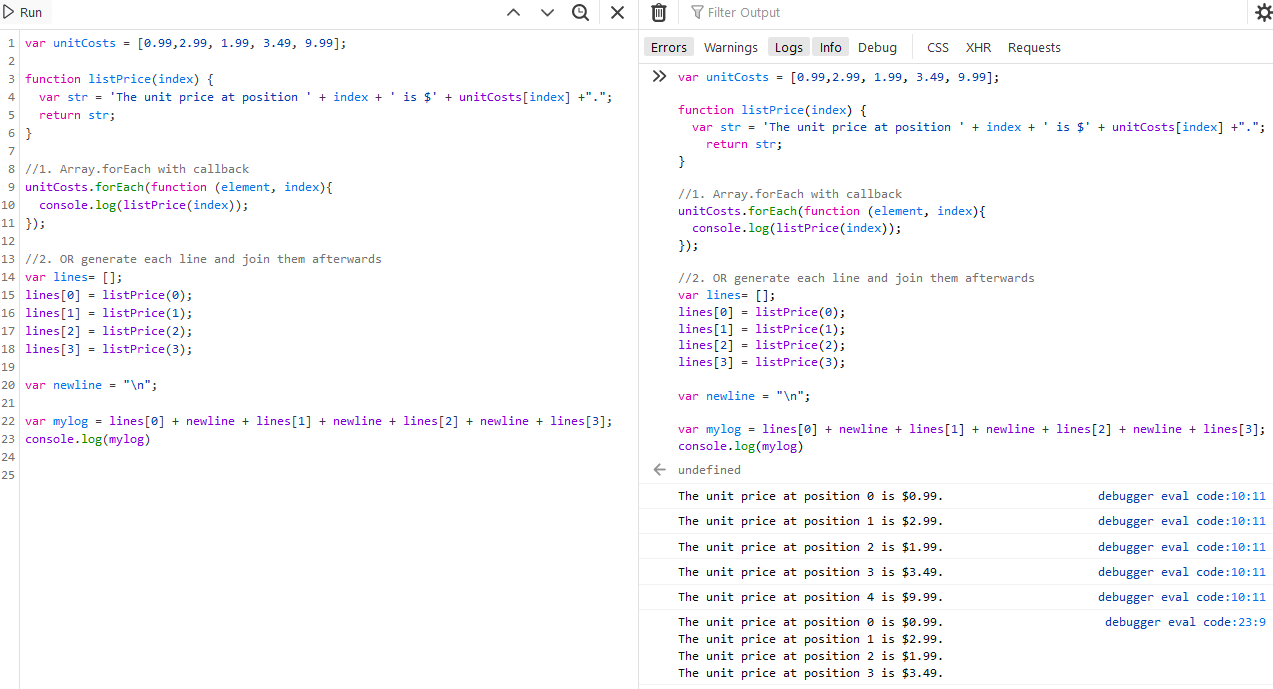 Run
1 var unitCosts = [0.99,2.99, 1.99, 3.49, 9.99];
2
3 function listPrice(index) {
4   var str = 'The unit price at position ' + index + ' is $' + unitCosts[index] +".";
5   return str;
6 }
7
8 //1. Array.forEach with callback
9 unitCosts.forEach(function (element, index){
10   console.log(listPrice(index));
11 });
12
13 //2. OR generate each line and join them afterwards
14 var lines= [];
15 lines[0] = listPrice(0);
16 lines[1] = listPrice(1);
17 lines[2] = listPrice(2);
18 lines[3] = listPrice(3);
19
20 var newline = "\n";
21
22 var mylog = lines[0] + newline + lines[1] + newline + lines[2] + newline + lines[3];
23 console.log(mylog)
24
25
Filter Output
Errors Warnings Logs Info Debug CSS XHR Requests
var unitCosts = [0.99,2.99, 1.99, 3.49, 9.99];
function listPrice(index) {
  var str = 'The unit price at position ' + index + ' is $' + unitCosts[index] +".";
    return str;
}
//1. Array.forEach with callback
unitCosts.forEach(function (element, index){
  console.log(listPrice(index));
});
//2. OR generate each line and join them afterwards
var lines= [];
lines[0] = listPrice(0);
lines[1] = listPrice(1);
lines[2] = listPrice(2);
lines[3] = listPrice(3);
var newline = "\n";
var mylog = lines[0] + newline + lines[1] + newline + lines[2] + newline + lines[3];
console.log(mylog)
undefined
The unit price at position 0 is $0.99. debugger eval code:10:11
The unit price at position 1 is $2.99. debugger eval code:10:11
The unit price at position 2 is $1.99. debugger eval code:10:11
The unit price at position 3 is $3.49. debugger eval code:10:11
The unit price at position 4 is $9.99. debugger eval code:10:11
The unit price at position 0 is $0.99. debugger eval code:23:9
The unit price at position 1 is $2.99.
The unit price at position 2 is $1.99.
The unit price at position 3 is $3.49.